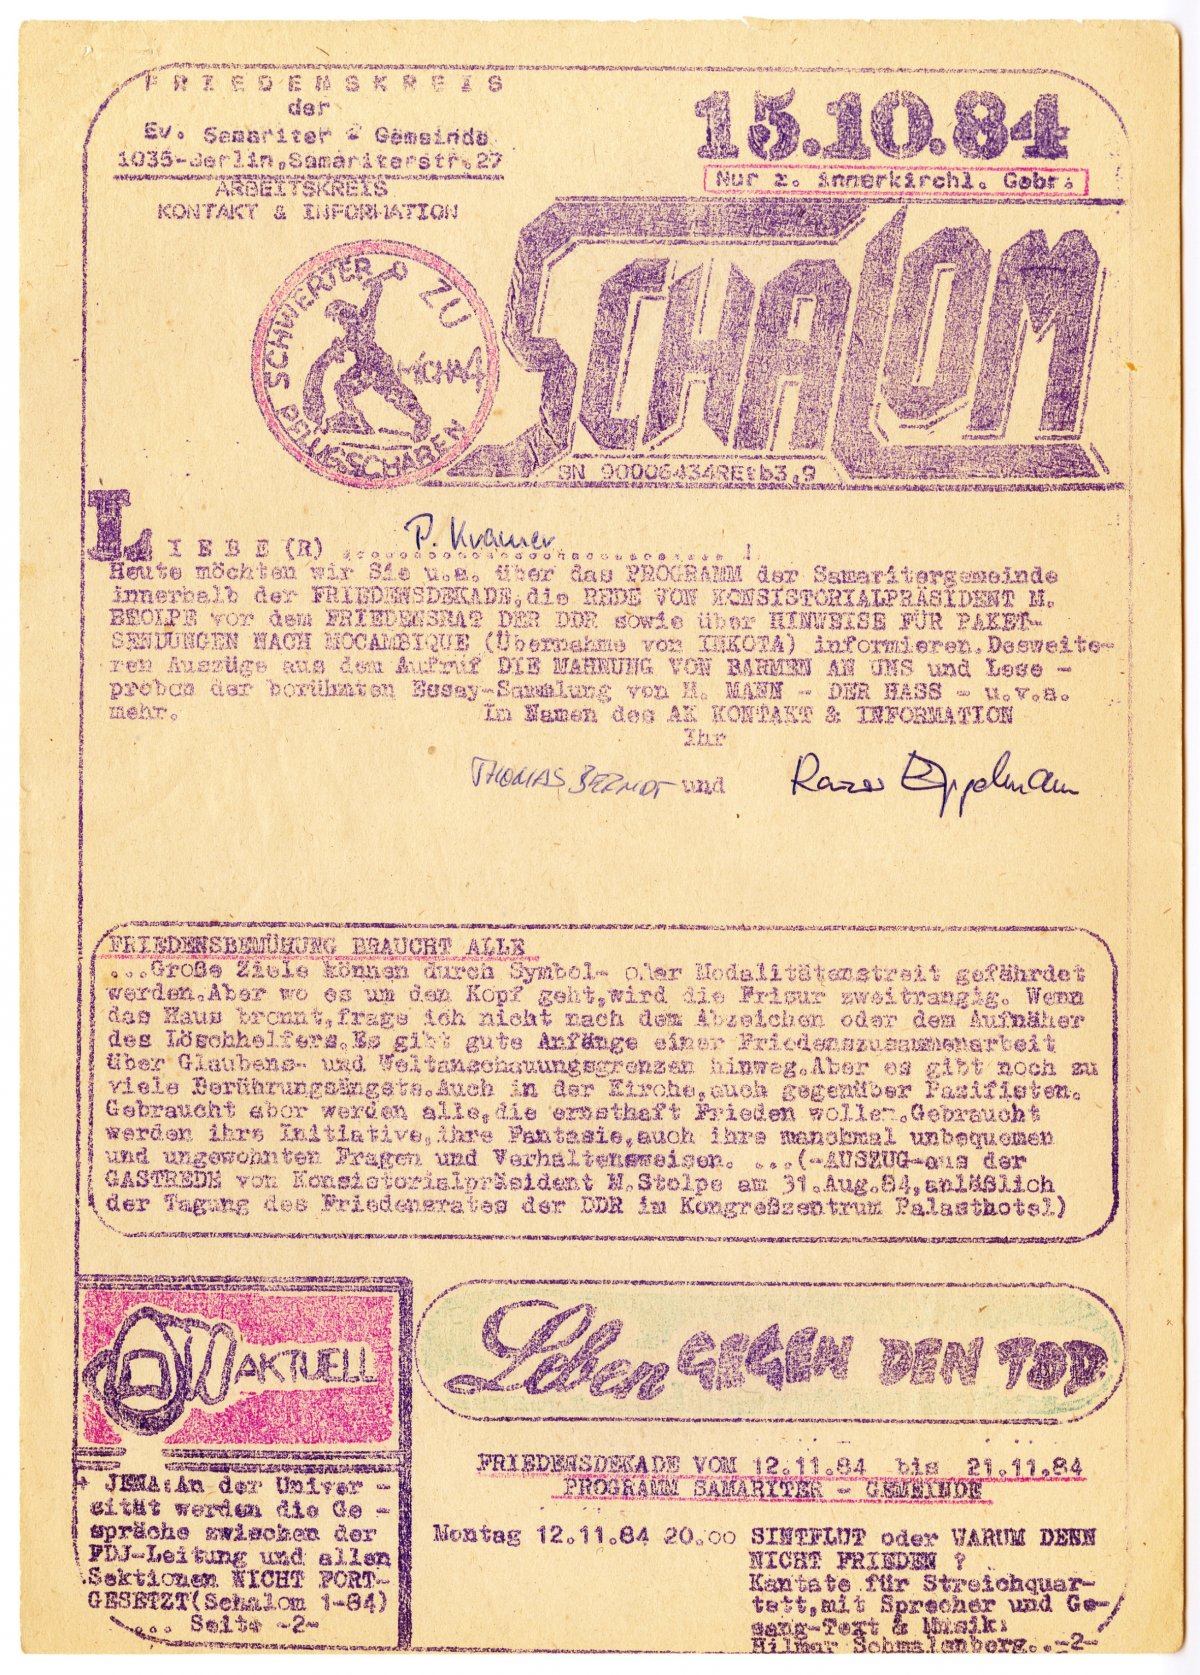 FRIEDENSKREIS
der
Ev. Samariter - Gemeinde
1035-Berlin,Samariterstr.27
ARBEITSKREIS
KONTAKT & INFORMATION
15.10.84
Nur z. innerkirchl. Gebr.
SCHWERTER ZU PFLUGSCHAREN
MICHA 4
SCHALOM
SN 90006434REtb3,9
LIEBE(R) P. Kramer !
Heute möchten wir Sie u.a. über das PROGRAMM der Samaritergemeinde
innerhalb der FRIEDENSDEKADE,die REDE VON KONSISTORIALPRÄSIDENT M.
BEOLPE vor dem FRIEDENSRAT DER DDR sowie über HINWEISE FÜR PAKET-
SENDUNGEN NACH MOCAMBIQUE (Übernahme von INKOTA) informieren.Desweite-
ren Auszüge aus dem Aufruf DIE MAHNUNG VON BARMEN AN UNS und Lese -
proben der berühmten Essay-Sammlung von H. MANN - DER HASS - u.v.a.
mehr. In Namen des AK KONTAKT & INFORMATION
Ihr
THOMAS BERNDT und Rainer Eppelmann
FRIEDENSBEMÜHUNG BRAUCHT ALLE
...Große Ziele können durch Symbol- oder Modalitätenstreit gefährdet
werden.Aber wo es um den Kopf geht,wird die Frisur zweitrangig. Wenn
das Haus brennt,frage ich nicht nach dem Abzeichen oder dem Aufnäher
des Löschhelfers.Es gibt gute Anfänge einer Friedenszusammenarbeit
über Glaubens- und Weltanschauungsgrenzen hinweg.Aber es gibt noch zu
viele Berührungsängste.Auch in der Kirche,auch gegenüber Pazifisten.
Gebraucht aber werden alle,die ernsthaft Frieden wollen.Gebraucht
werden ihre Initiative,ihre Fantasie,auch ihre manchmal unbequemen
und ungewohnten Fragen und Verhaltensweisen. ...(-AUSZUG-aus der
GASTREDE von Konsistorialpräsident M.Stolpe am 31.Aug.84,anläßlich
der Tagung des Friedensrates der DDR im Kongreßzentrum Palasthotel)
AKTUELL
+ JENA:An der Univer -
sität werden die Ge -
spräche zwischen der
FDJ-Leitung und allen
Sektionen NICHT FORT-
GESETZT(Schalom 1-84)
... Seite -2-
Leben GEGEN DEN TOD
FRIEDENSDEKADE VOM 12.11.84 bis 21.11.84
PROGRAMM SAMARITER - GEMEINDE
Montag 12.11.84 20.00 SINTFLUT oder WARUM DENN
NICHT FRIEDEN ?
Kantate für Streichquar-
tett,mit Sprecher und Ge-
sang-Text & Musik:
Hilmar Schmalenberg..-2-